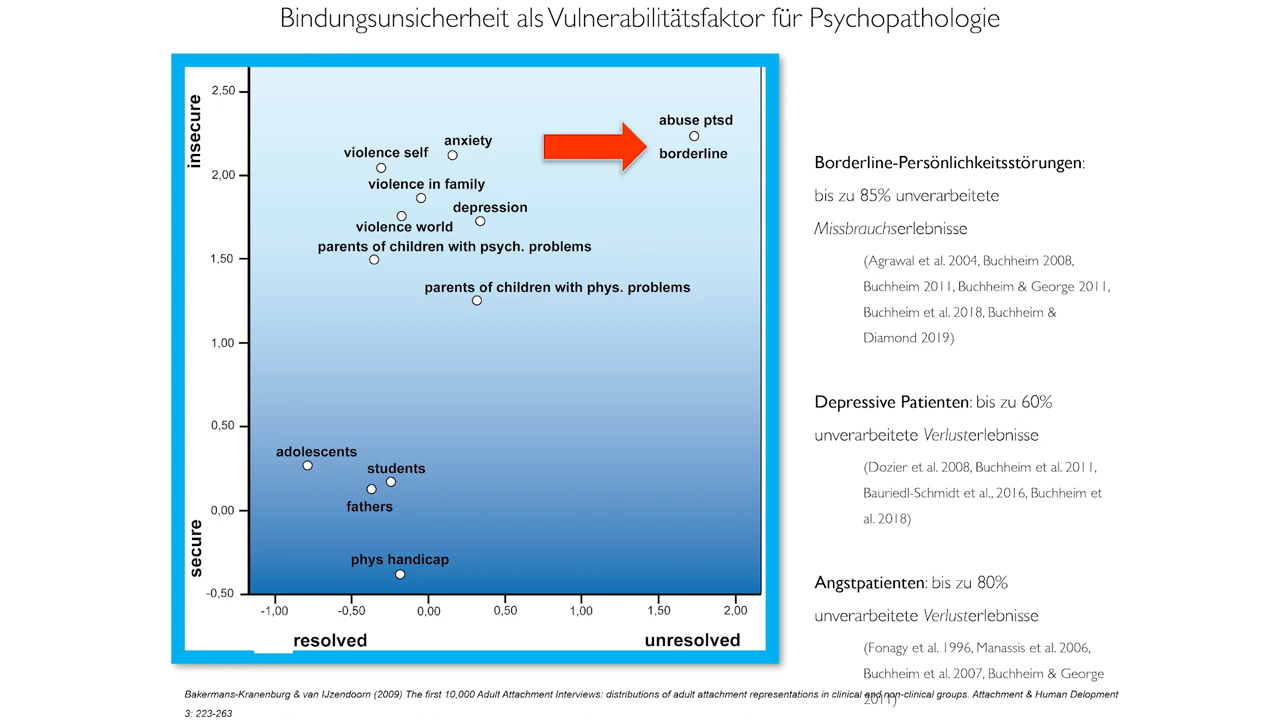 Bindungsunsicherheit als Vulnerabilitätsfaktor für Psychopathologie
insecure
secure
2,50
2,00
1,50
1,00
0,50
0,00
-0,50
abuse ptsd
borderline
anxiety
violence self
violence in family
depression
violence world
parents of children with psych. problems
parents of children with phys. problems
adolescents
students
fathers
phys handicap
-1,00
-0,50
0,00
0,50
1,00
1,50
2,00
resolved
unresolved
Borderline-Persönlichkeitsstörungen:
bis zu 85% unverarbeitete
Missbrauchserlebnisse
(Agrawal et al. 2004, Buchheim 2008,
Buchheim 2011, Buchheim & George 2011,
Buchheim et al. 2018, Buchheim &
Diamond 2019)
Depressive Patienten: bis zu 60%
unverarbeitete Verlusterlebnisse
(Dozier et al. 2008, Buchheim et al. 2011,
Bauriedl-Schmidt et al., 2016, Buchheim et
al. 2018)
Angstpatienten: bis zu 80%
unverarbeitete Verlusterlebnisse
(Fonagy et al. 1996, Manassis et al. 2006,
Buchheim et al. 2007, Buchheim & George
2011)
Bakermans-Kranenburg & van IJzendoorn (2009) The first 10,000 Adult Attachment Interviews: distributions of adult attachment representations in clinical and non-clinical groups. Attachment & Human Delopment
3: 223-263